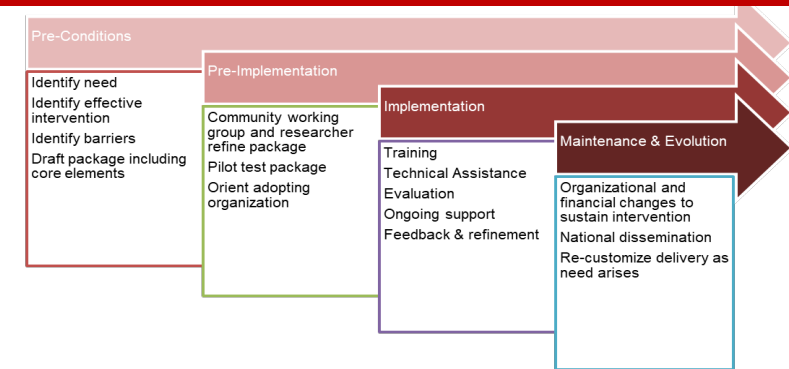 Pre-Conditions
Identify need
Identify effective
intervention
Identify barriers
Draft package including
core elements
Pre-Implementation
Community working
group and researcher
refine package
Pilot test package
Orient adopting
organization
Implementation
Training
Technical Assistance
Evaluation
Ongoing support
Feedback & refinement
Maintenance & Evolution
Organizational and
financial changes to
sustain intervention
National dissemination
Re-customize delivery as
need arises